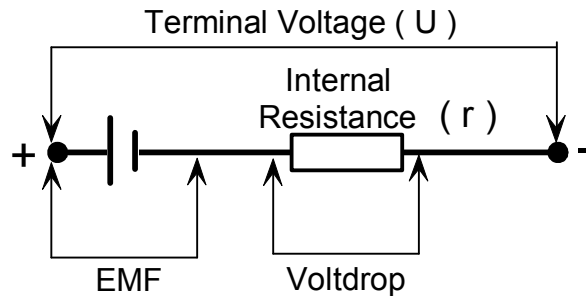 Terminal Voltage ( U )
Internal
Resistance ( r )
+ -
EMF Voltdrop